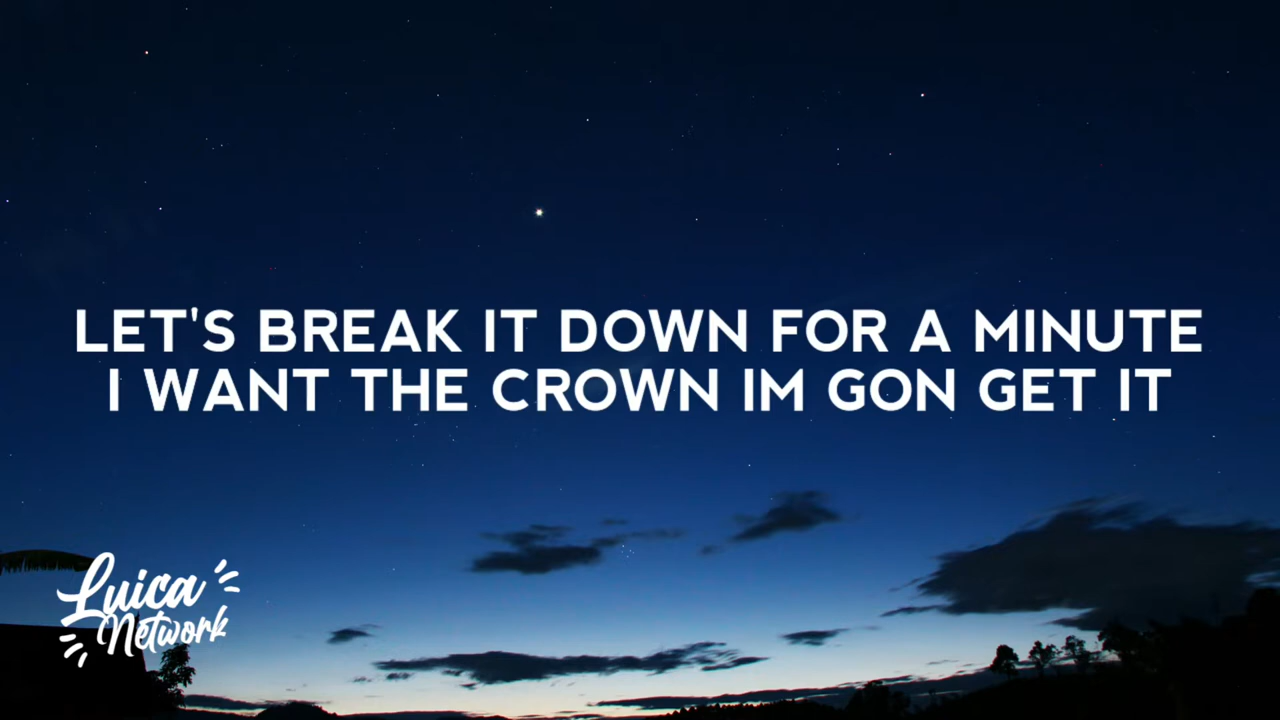 LET'S BREAK IT DOWN FOR A MINUTE
I WANT THE CROWN IM GON GET IT
Luica
Network